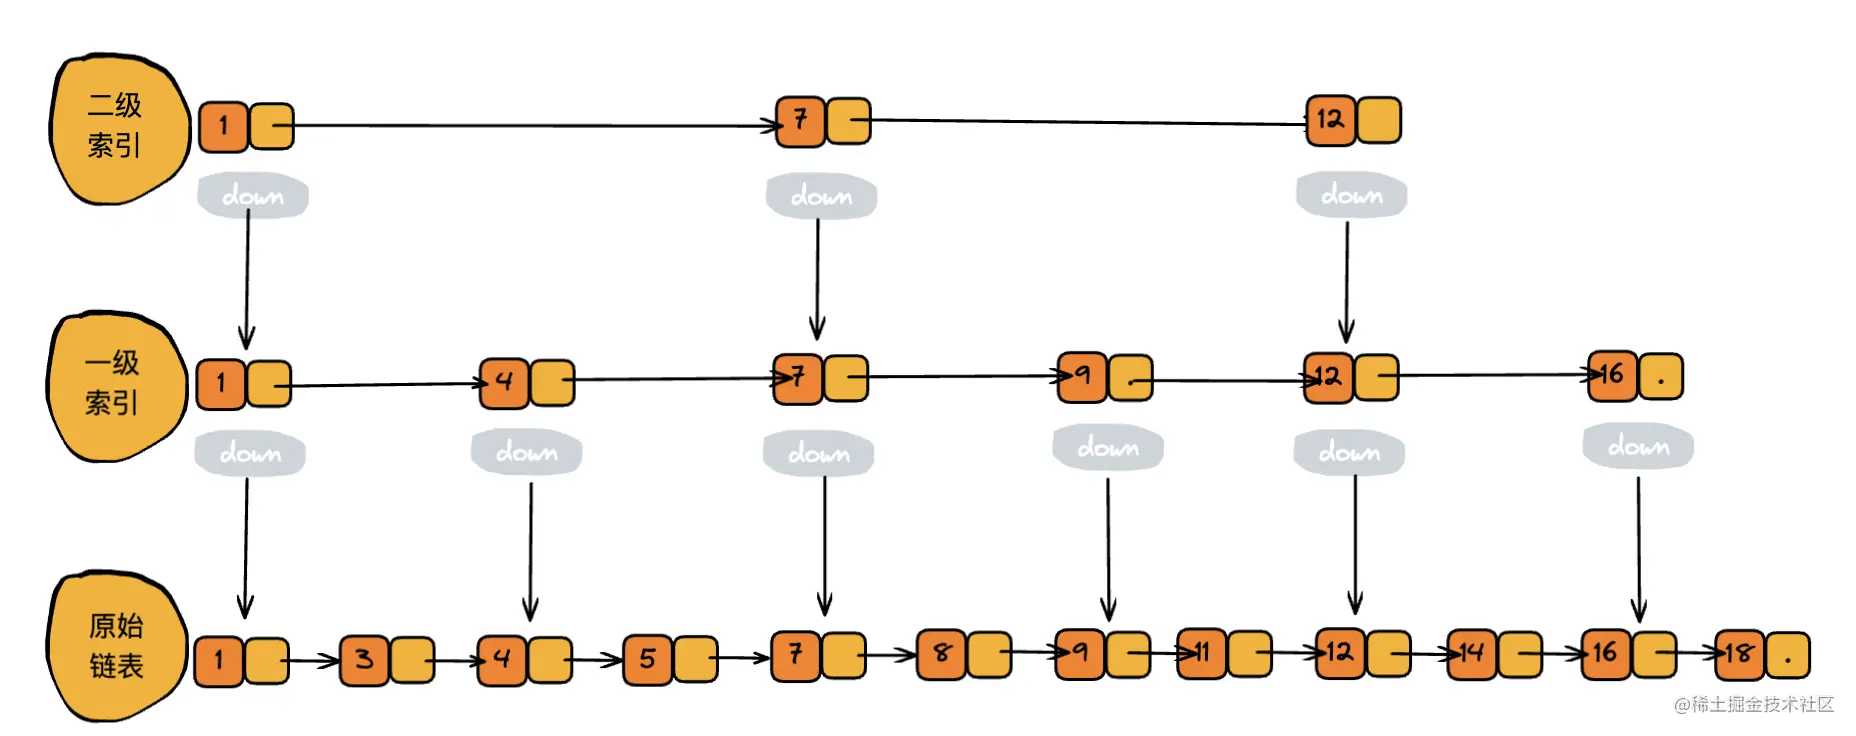 二级
索引
1 7 12
down down down
一级
索引
1 4 7 9 12 16
down down down down down down
原始
链表
1 3 4 5 7 8 9 11 12 14 16 18
@稀土掘金技术社区